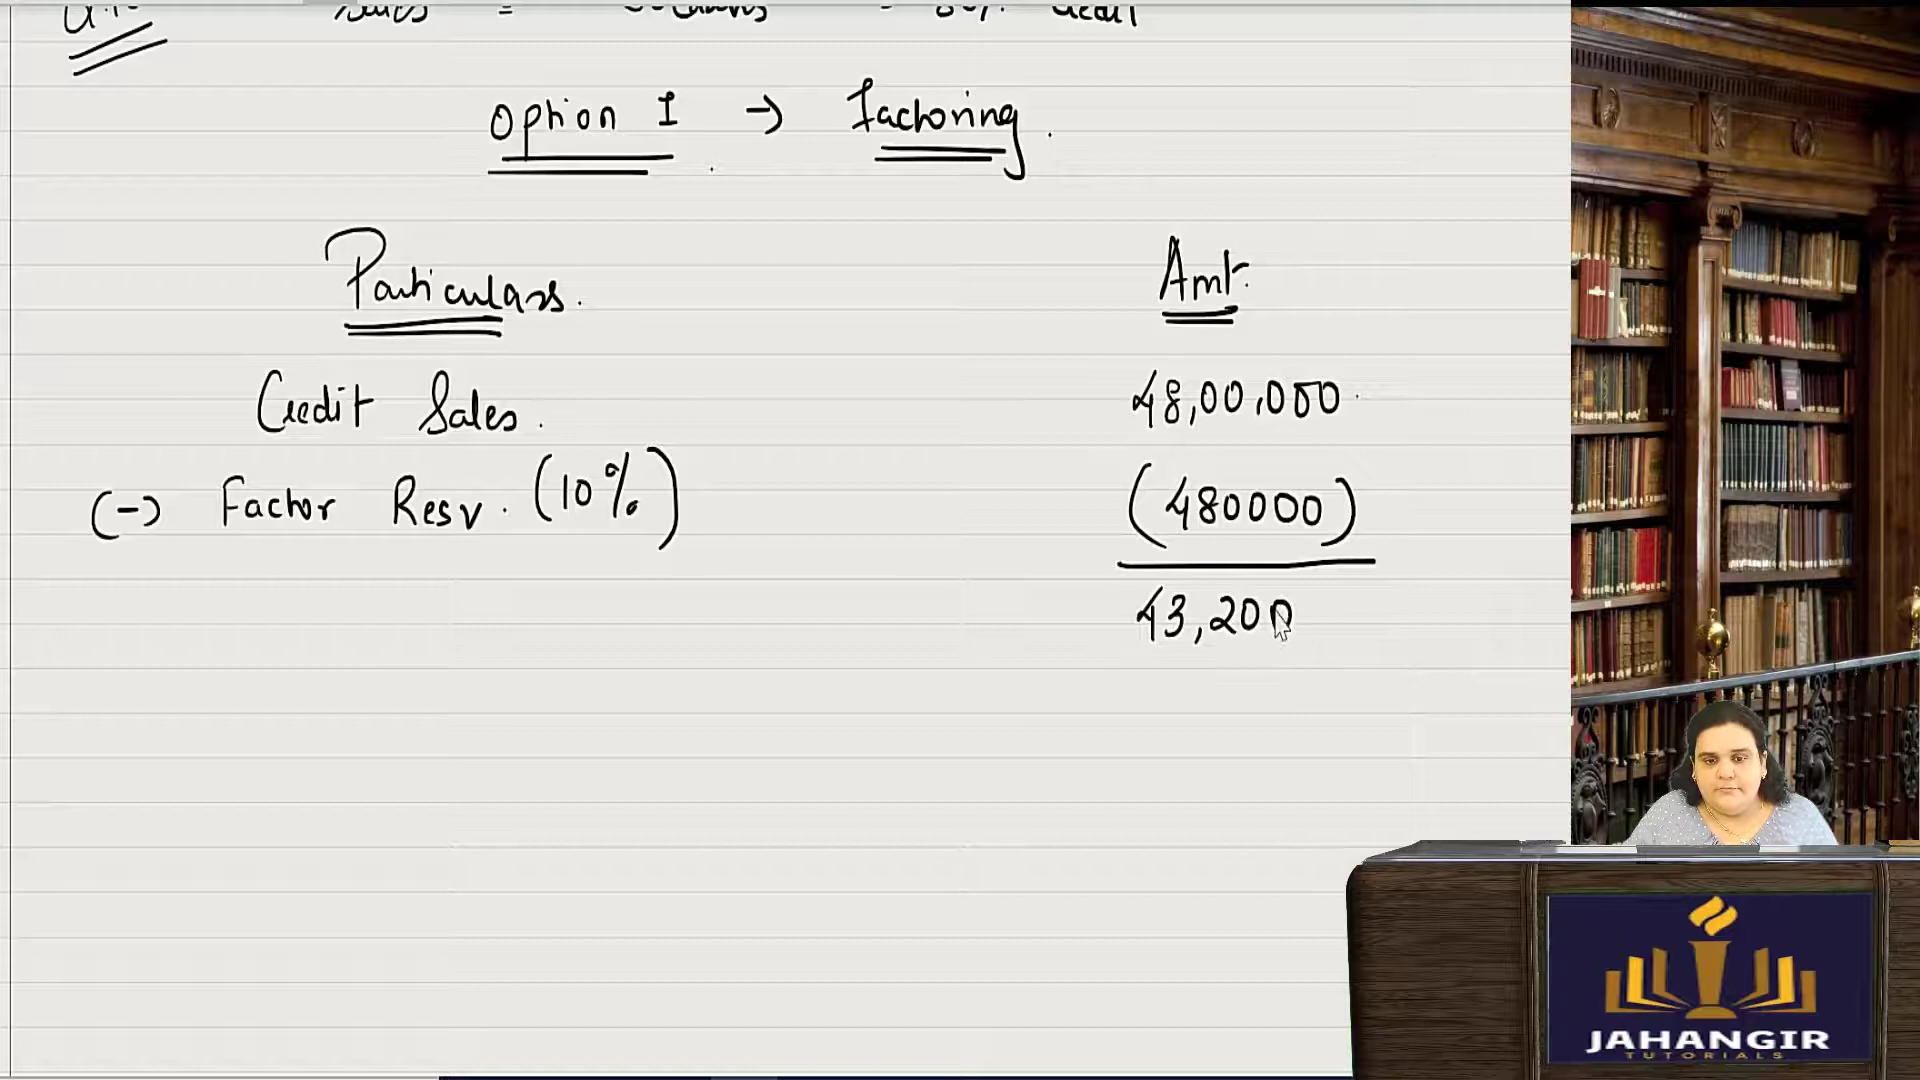 Option I → Factoring.
Particulars. Amt.
Credit Sales. 48,00,000
(-) Factor Resv. (10%) (480000)
43,200
JAHANGIR
TUTORIALS